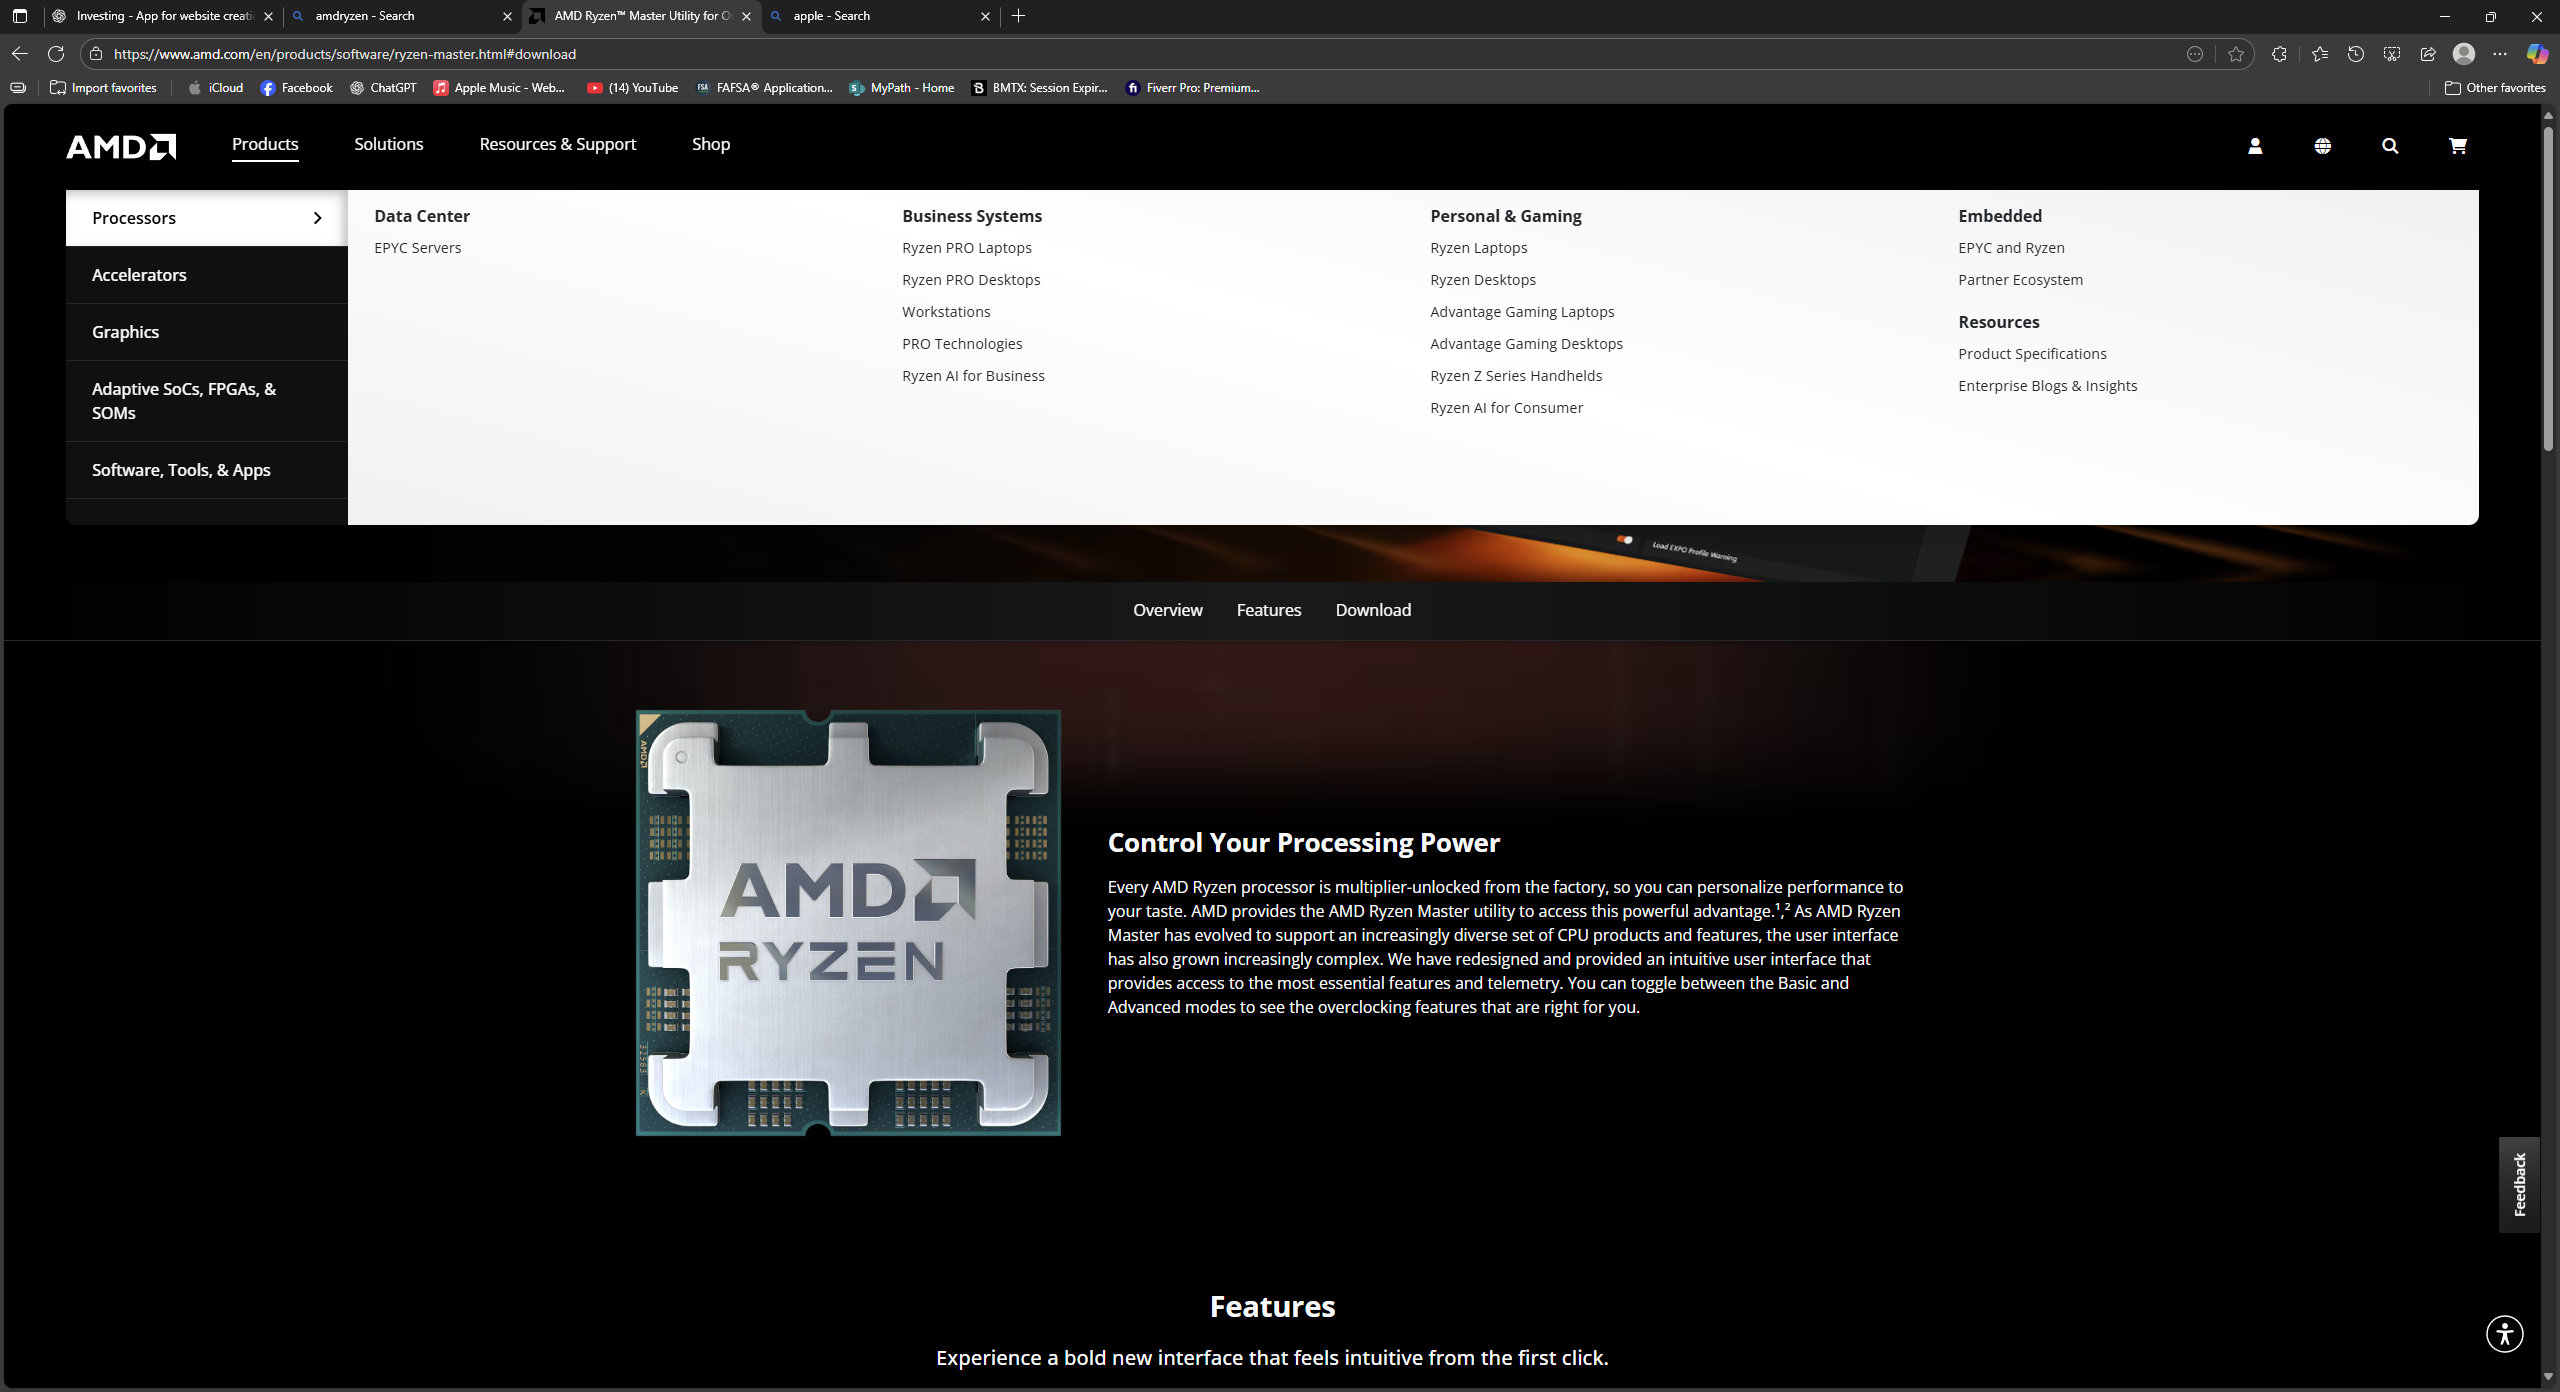 Investing - App for website creati
amdryzen - Search
AMD Ryzen™ Master Utility for O
apple - Search
https://www.amd.com/en/products/software/ryzen-master.html#download
Import favorites
iCloud
Facebook
ChatGPT
Apple Music - Web...
(14) YouTube
FSA
FAFSA® Application...
MyPath - Home
BMTX: Session Expir...
Fiverr Pro: Premium...
Other favorites
AMD
Products
Solutions
Resources & Support
Shop
Processors
Accelerators
Graphics
Adaptive SoCs, FPGAs, &
SOMs
Software, Tools, & Apps
Data Center
EPYC Servers
Business Systems
Ryzen PRO Laptops
Ryzen PRO Desktops
Workstations
PRO Technologies
Ryzen AI for Business
Personal & Gaming
Ryzen Laptops
Ryzen Desktops
Advantage Gaming Laptops
Advantage Gaming Desktops
Ryzen Z Series Handhelds
Ryzen AI for Consumer
Embedded
EPYC and Ryzen
Partner Ecosystem
Resources
Product Specifications
Enterprise Blogs & Insights
Load EXPO Profile Warning
Overview
Features
Download
AMD
AMD
RYZEN
Control Your Processing Power
Every AMD Ryzen processor is multiplier-unlocked from the factory, so you can personalize performance to
your taste. AMD provides the AMD Ryzen Master utility to access this powerful advantage.¹,² As AMD Ryzen
Master has evolved to support an increasingly diverse set of CPU products and features, the user interface
has also grown increasingly complex. We have redesigned and provided an intuitive user interface that
provides access to the most essential features and telemetry. You can toggle between the Basic and
Advanced modes to see the overclocking features that are right for you.
Feedback
Features
Experience a bold new interface that feels intuitive from the first click.